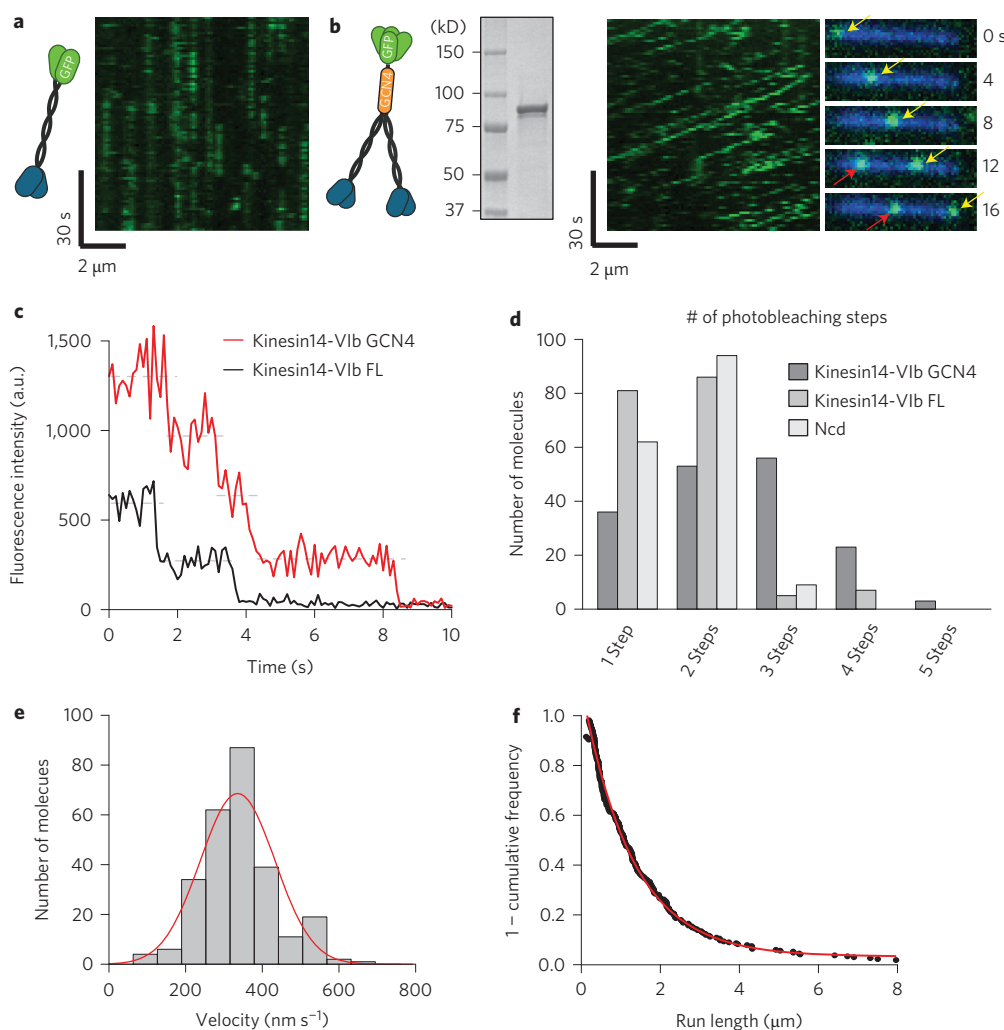 a
GFP
30 s
2 μm
b
GFP
GCN4
(kD)
150
100
75
50
37
30 s
2 μm
0 s
4
8
12
16
c
Fluorescence intensity (a.u.)
1,500
1,000
500
0
Kinesin14-VIb GCN4
Kinesin14-VIb FL
0 2 4 6 8 10
Time (s)
d
# of photobleaching steps
Number of molecules
100
80
60
40
20
0
Kinesin14-VIb GCN4
Kinesin14-VIb FL
Ncd
1 Step
2 Steps
3 Steps
4 Steps
5 Steps
e
Number of molecues
100
80
60
40
20
0
0 200 400 600 800
Velocity (nm s⁻¹)
f
1 − cumulative frequency
1.0
0.8
0.6
0.4
0.2
0.0
0 2 4 6 8
Run length (μm)